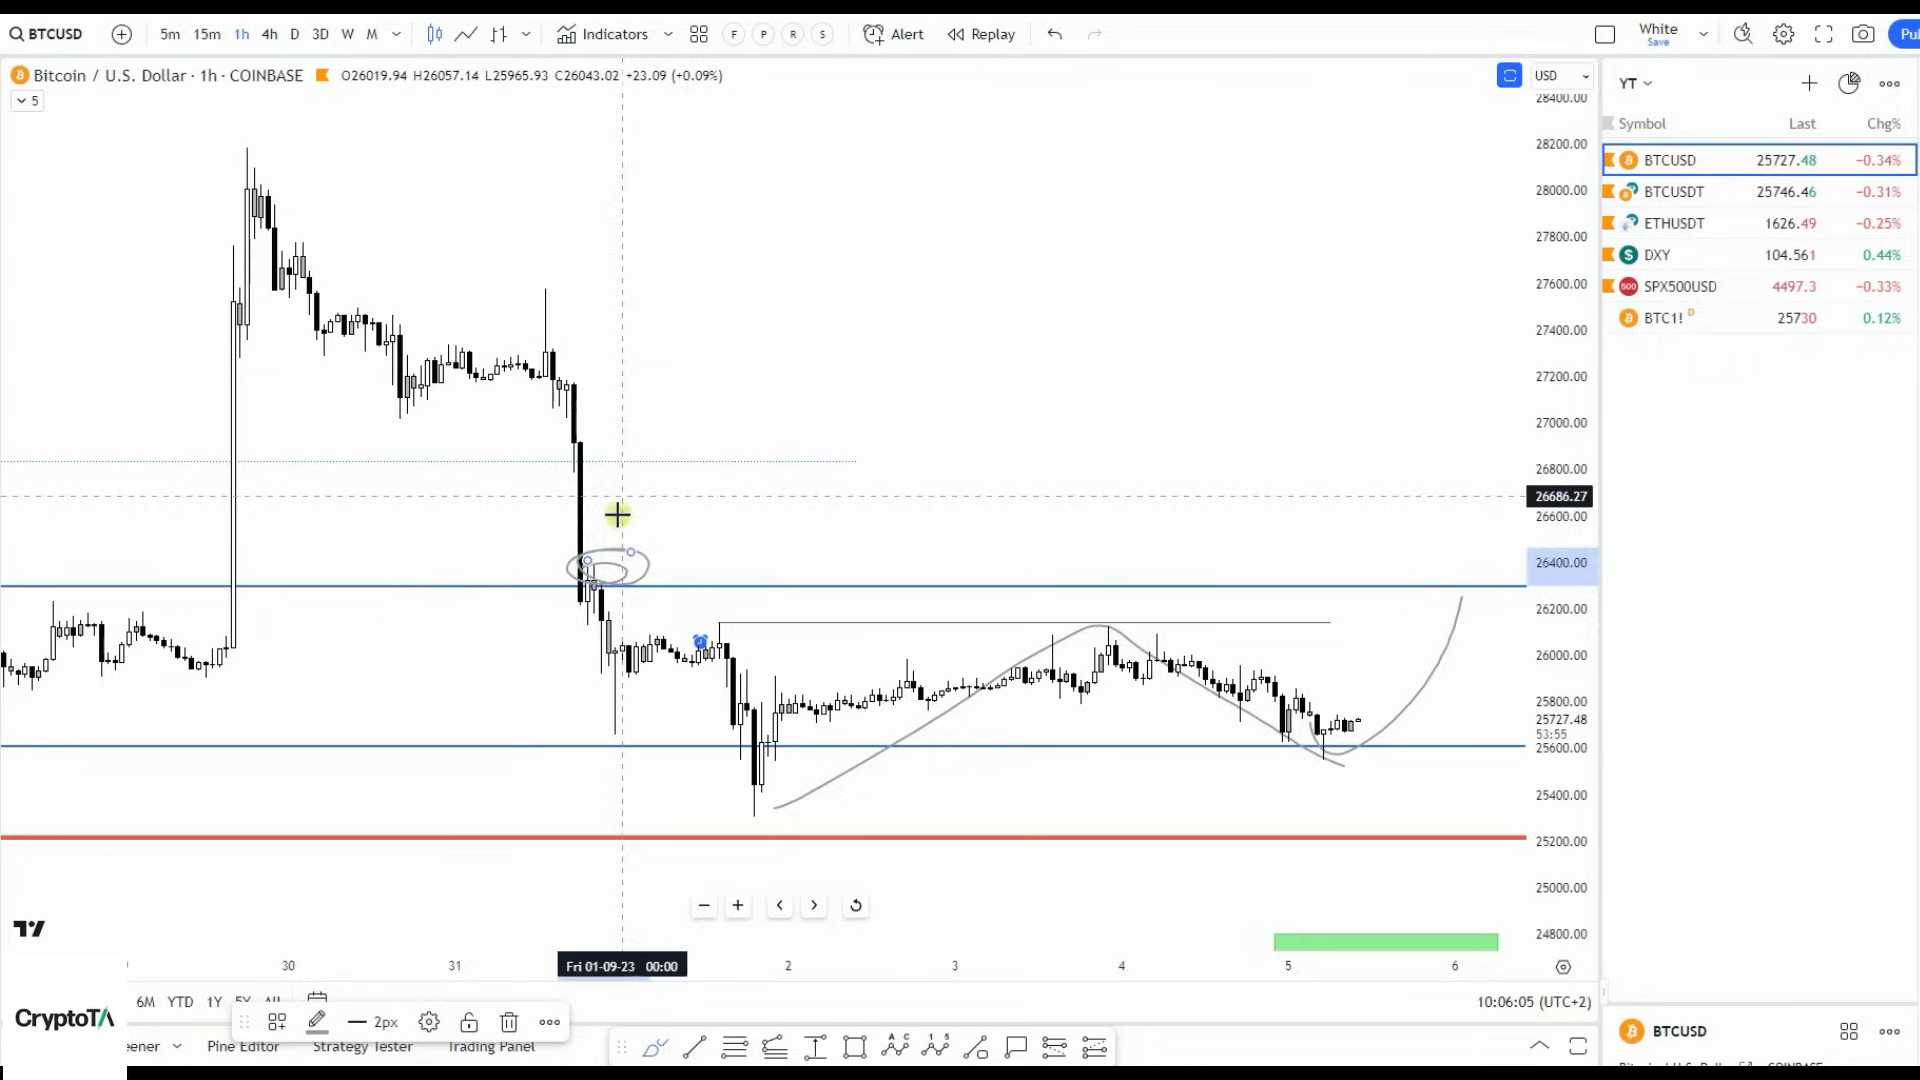 BTCUSD 5m 15m 1h 4h D 3D W M Indicators F P R S Alert Replay White Save
Bitcoin / U.S. Dollar · 1h · COINBASE O26019.94 H26057.14 L25965.93 C26043.02 +23.09 (+0.09%) USD
5
28400.00
28200.00
28000.00
27800.00
27600.00
27400.00
27200.00
27000.00
26800.00
26686.27
26600.00
26400.00
26200.00
26000.00
25800.00
25727.48
53:55
25600.00
25400.00
25200.00
25000.00
24800.00
30 31 Fri 01-09-23 00:00 2 3 4 5 6
6M YTD 1Y 5Y All 10:06:05 (UTC+2)
2px
CryptoTA
Pine Editor Strategy Tester Trading Panel
YT
Symbol Last Chg%
BTCUSD 25727.48 −0.34%
BTCUSDT 25746.46 −0.31%
ETHUSDT 1626.49 −0.25%
DXY 104.561 0.44%
500 SPX500USD 4497.3 −0.33%
BTC1! D 25730 0.12%
BTCUSD